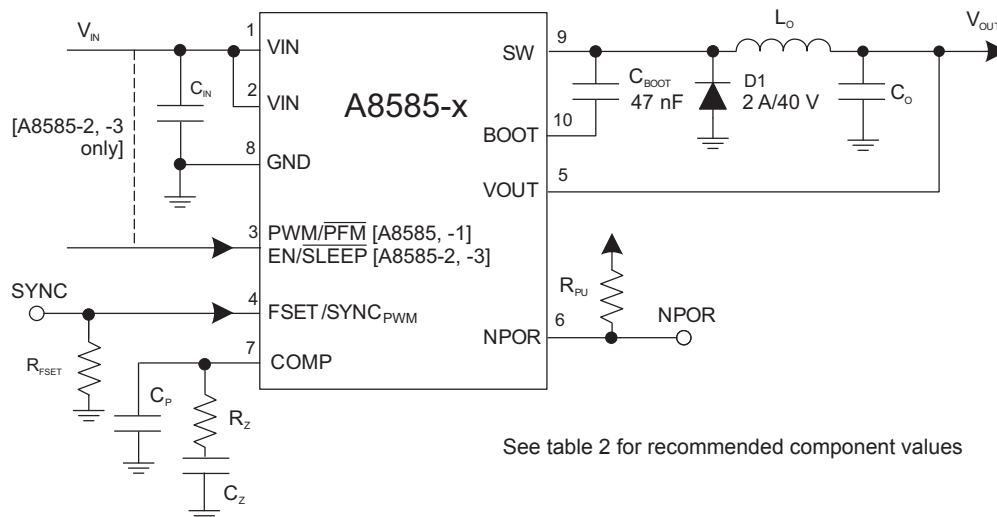 V_IN
[A8585-2, -3
only]
C_IN
1
VIN
2
VIN
8
GND
3
PWM/P̅F̅M̅ [A8585, -1]
EN/S̅L̅E̅E̅P̅ [A8585-2, -3]
SYNC
4
FSET/SYNC_PWM
R_FSET
7
COMP
C_P
R_Z
C_Z
A8585-x
SW
9
C_BOOT
47 nF
BOOT
10
D1
2 A/40 V
L_O
V_OUT
C_O
VOUT
5
R_PU
NPOR
6
NPOR
See table 2 for recommended component values